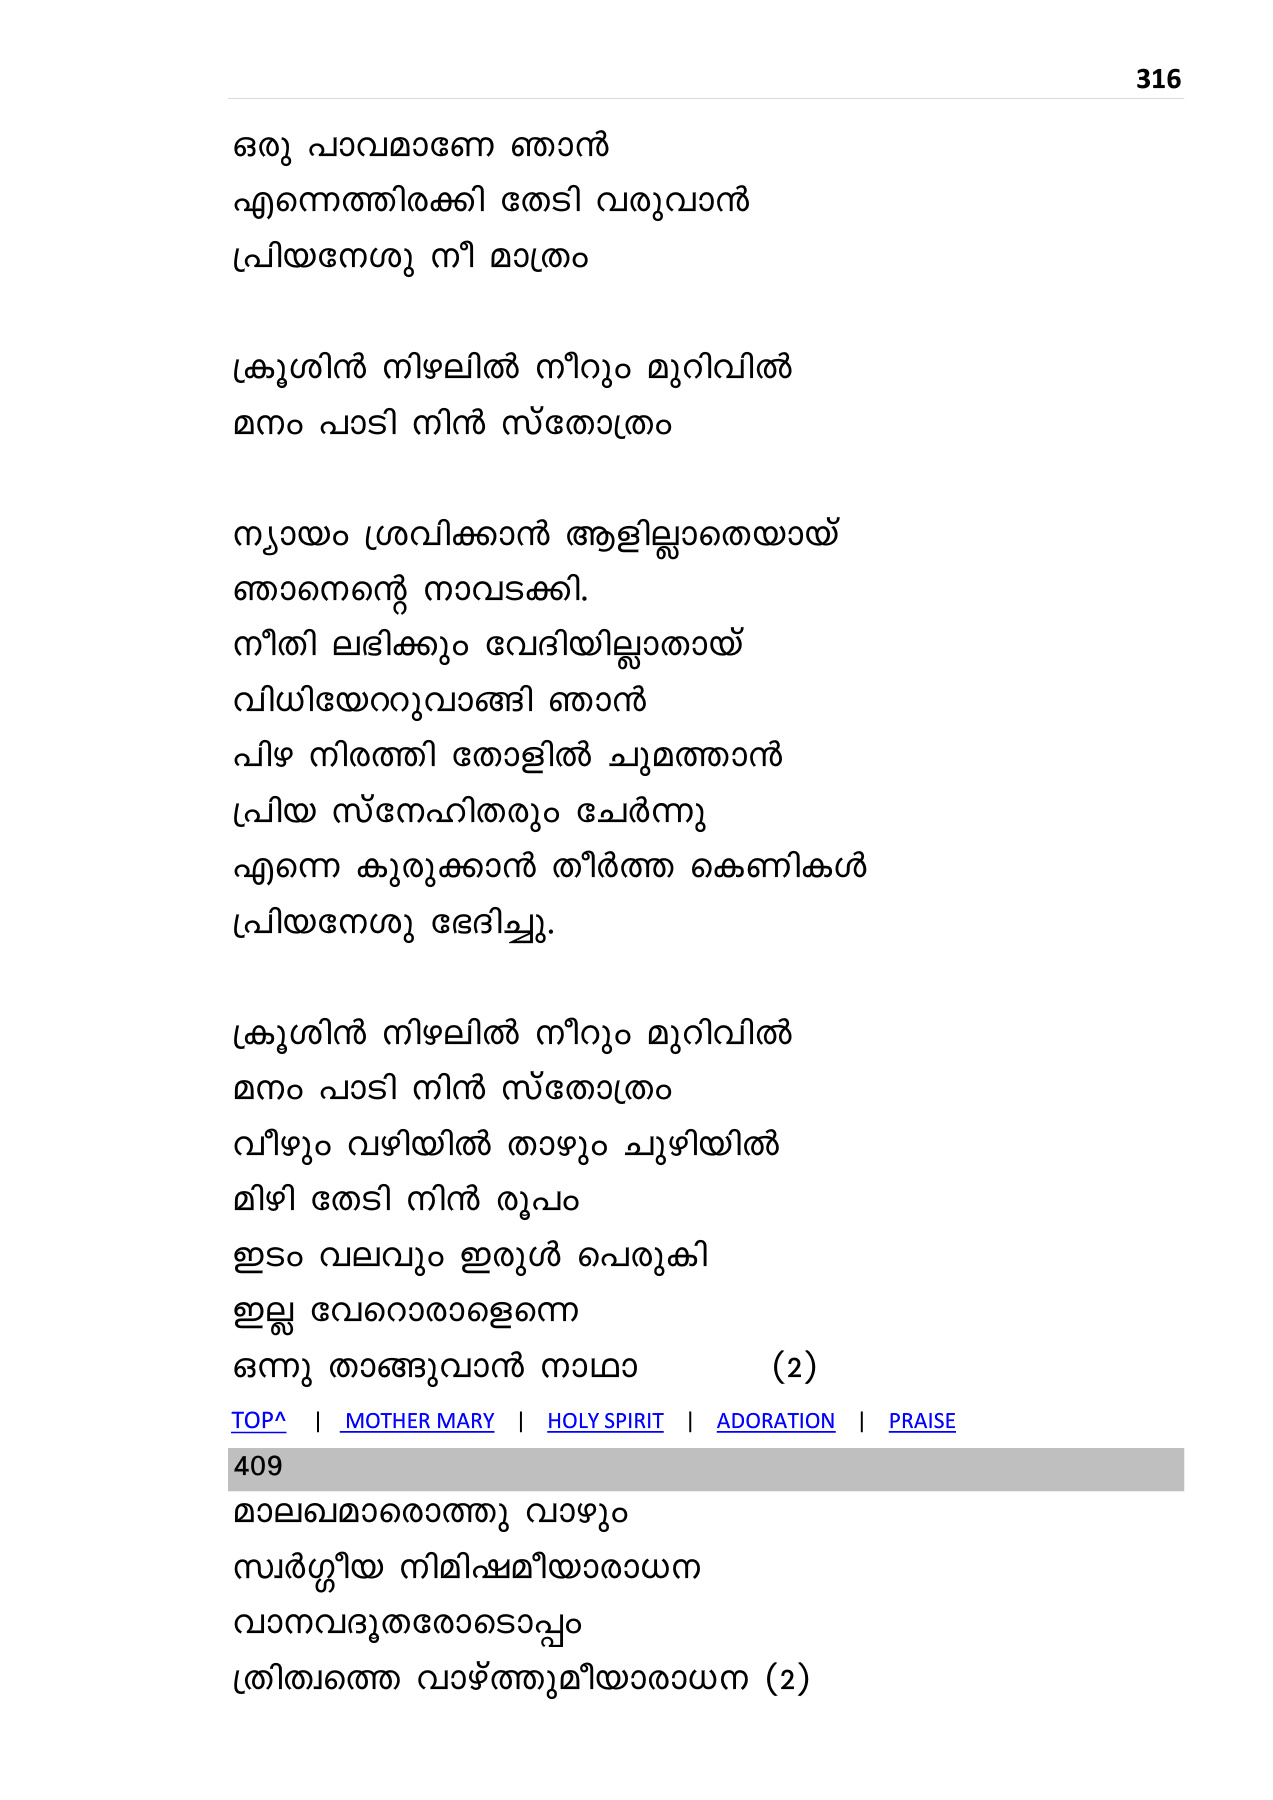 316
ഒരു പാവമാണേ ഞാൻ
എന്നെത്തിരക്കി തേടി വരുവാൻ
പ്രിയനേശു നീ മാത്രം
ക്രൂശിൻ നിഴലിൽ നീറും മുറിവിൽ
മനം പാടി നിൻ സ്തോത്രം
ന്യായം ശ്രവിക്കാൻ ആളില്ലാതെയായ്
ഞാനെന്റെ നാവടക്കി.
നീതി ലഭിക്കും വേദിയില്ലാതായ്
വിധിയേററുവാങ്ങി ഞാൻ
പിഴ നിരത്തി തോളിൽ ചുമത്താൻ
പ്രിയ സ്നേഹിതരും ചേർന്നു
എന്നെ കുരുക്കാൻ തീർത്ത കെണികൾ
പ്രിയനേശു ഭേദിച്ചു.
ക്രൂശിൻ നിഴലിൽ നീറും മുറിവിൽ
മനം പാടി നിൻ സ്തോത്രം
വീഴും വഴിയിൽ താഴും ചുഴിയിൽ
മിഴി തേടി നിൻ രൂപം
ഇടം വലവും ഇരുൾ പെരുകി
ഇല്ല വേറൊരാളെന്നെ
ഒന്നു താങ്ങുവാൻ നാഥാ (2)
TOP^ | MOTHER MARY | HOLY SPIRIT | ADORATION | PRAISE
409
മാലഖമാരൊത്തു വാഴും
സ്വർഗ്ഗീയ നിമിഷമീയാരാധന
വാനവദൂതരോടൊപ്പം
ത്രിത്വത്തെ വാഴ്ത്തുമീയാരാധന (2)